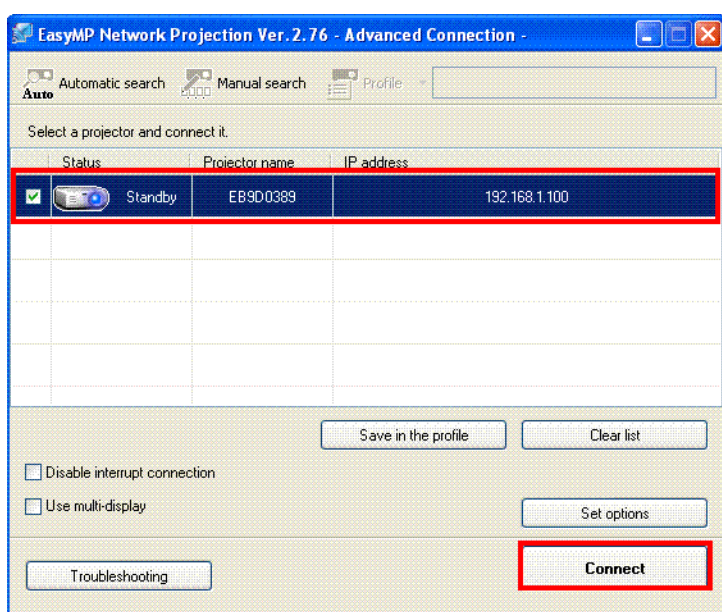 EasyMP Network Projection Ver.2.76 - Advanced Connection -
Auto Automatic search Manual search Profile
Select a projector and connect it.
Status Projector name IP address
Standby EB9D0389 192.168.1.100
Save in the profile Clear list
Disable interrupt connection
Use multi-display
Set options
Troubleshooting Connect